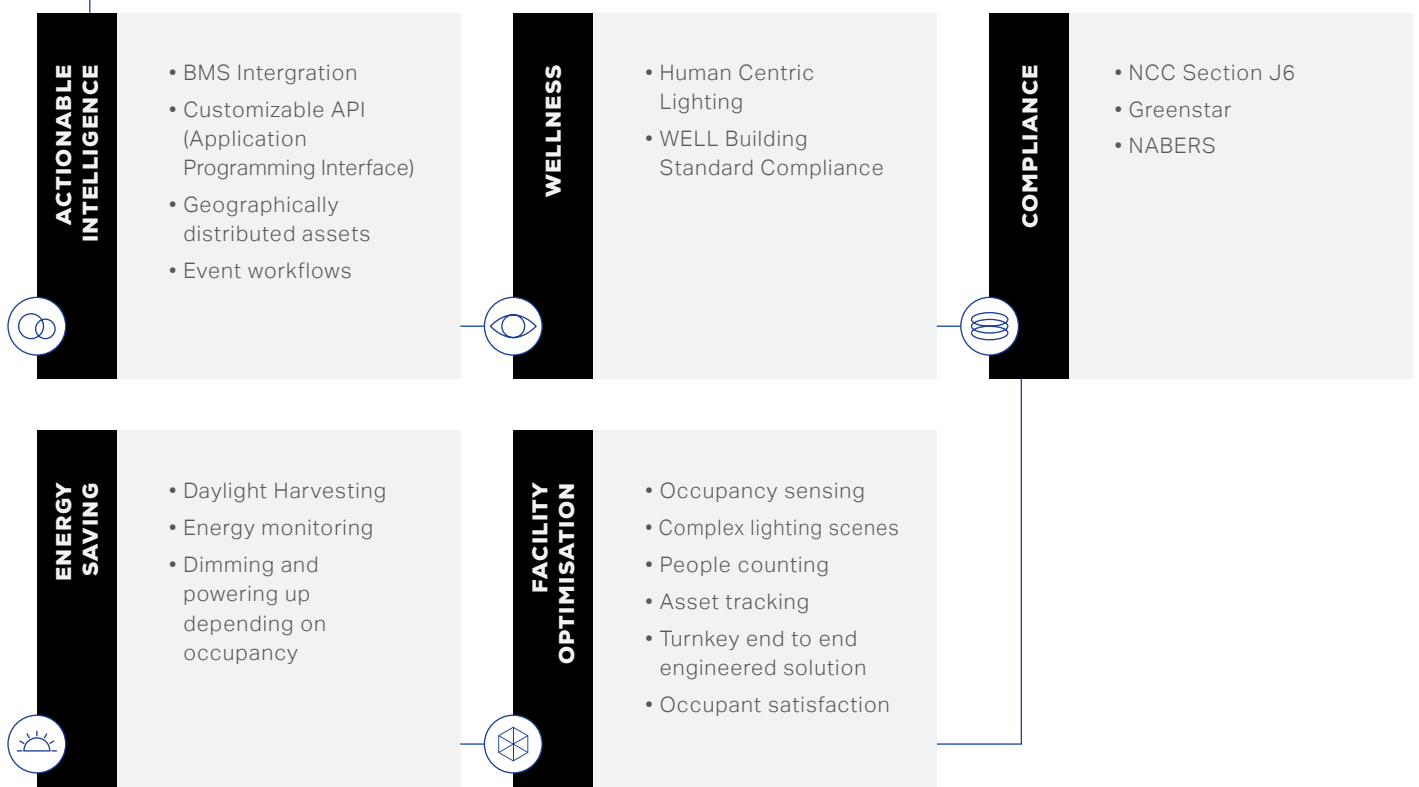 ACTIONABLE
INTELLIGENCE
• BMS Intergration
• Customizable API
(Application
Programming Interface)
• Geographically
distributed assets
• Event workflows
WELLNESS
• Human Centric
Lighting
• WELL Building
Standard Compliance
COMPLIANCE
• NCC Section J6
• Greenstar
• NABERS
ENERGY
SAVING
• Daylight Harvesting
• Energy monitoring
• Dimming and
powering up
depending on
occupancy
FACILITY
OPTIMISATION
• Occupancy sensing
• Complex lighting scenes
• People counting
• Asset tracking
• Turnkey end to end
engineered solution
• Occupant satisfaction